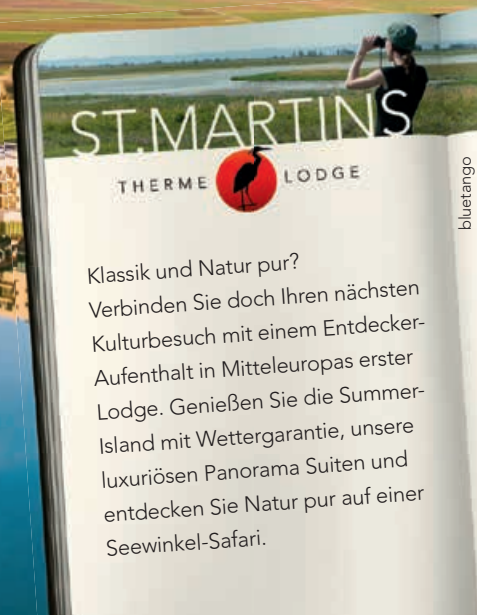 ST.MARTINS
THERME LODGE
bluetango
Klassik und Natur pur?
Verbinden Sie doch Ihren nächsten
Kulturbesuch mit einem Entdecker-
Aufenthalt in Mitteleuropas erster
Lodge. Genießen Sie die Summer-
Island mit Wettergarantie, unsere
luxuriösen Panorama Suiten und
entdecken Sie Natur pur auf einer
Seewinkel-Safari.